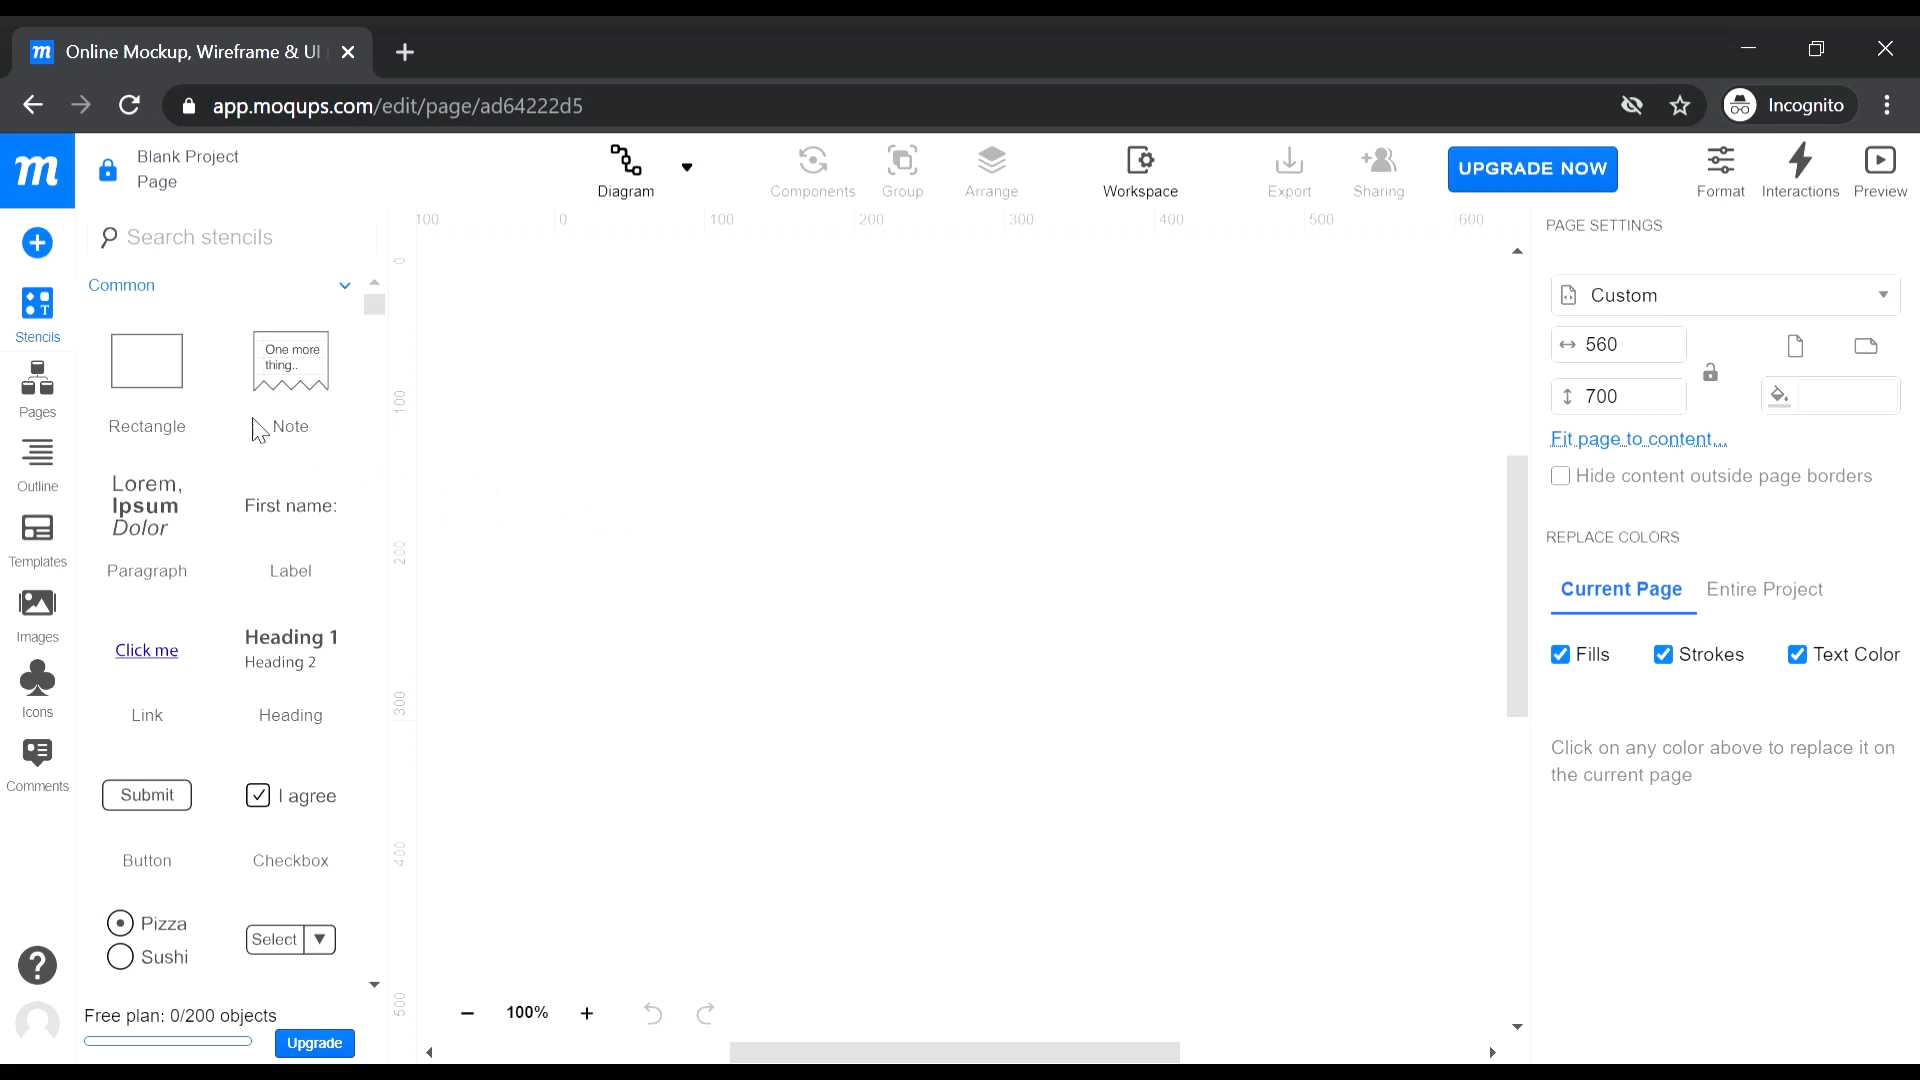 m Online Mockup, Wireframe & UI
app.moqups.com/edit/page/ad64222d5
Incognito
m
Blank Project
Page
Diagram
Components
Group
Arrange
Workspace
Export
Sharing
UPGRADE NOW
Format
Interactions
Preview
Stencils
Pages
Outline
Templates
Images
Icons
Comments
Search stencils
Common
Rectangle
One more
thing..
Note
Lorem,
Ipsum
Dolor
Paragraph
First name:
Label
Click me
Link
Heading 1
Heading 2
Heading
Submit
Button
I agree
Checkbox
Pizza
Sushi
Select
Free plan: 0/200 objects
Upgrade
100 0 100 200 300 400 500 600
0
100
200
300
400
500
100%
PAGE SETTINGS
Custom
560
700
Fit page to content...
Hide content outside page borders
REPLACE COLORS
Current Page
Entire Project
Fills
Strokes
Text Color
Click on any color above to replace it on
the current page